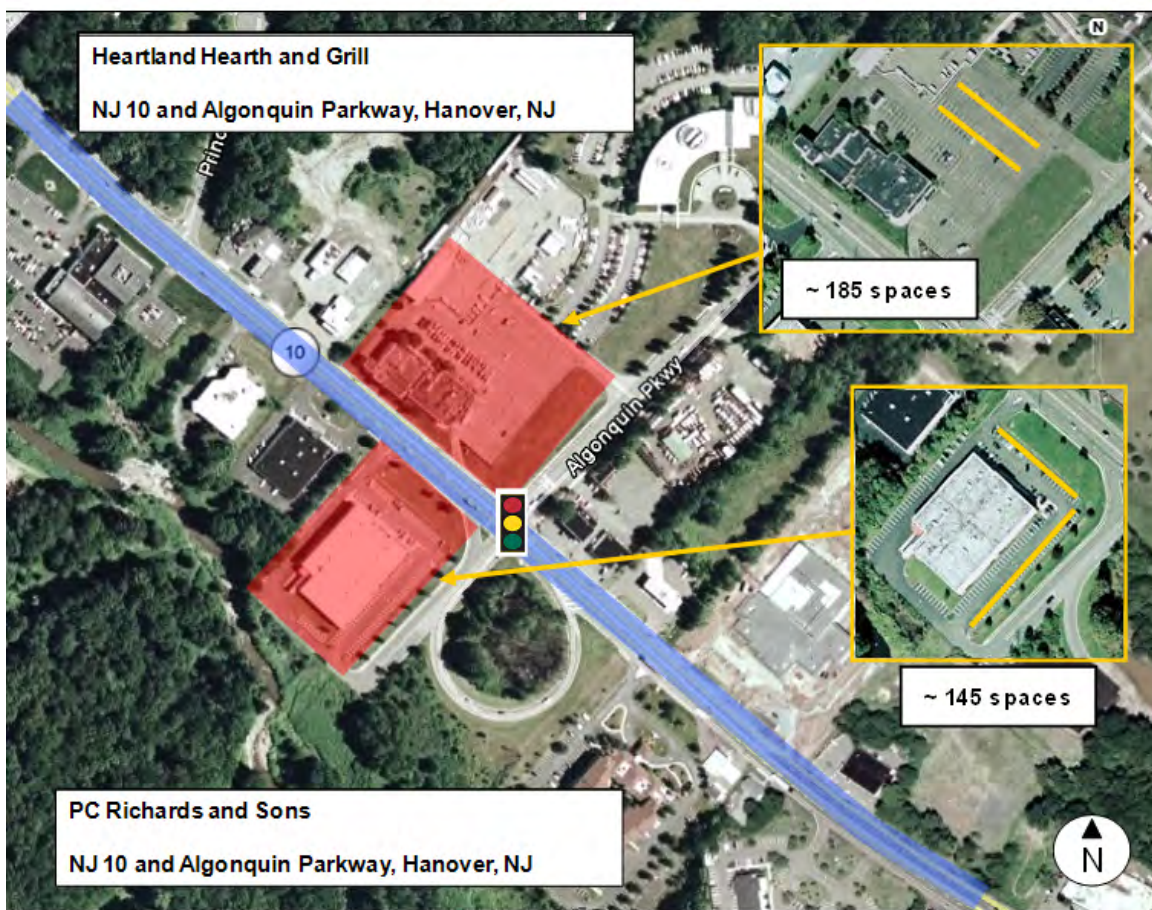 Heartland Hearth and Grill
NJ 10 and Algonquin Parkway, Hanover, NJ
N
~ 185 spaces
Princ
10
Algonquin Pkwy
~ 145 spaces
PC Richards and Sons
NJ 10 and Algonquin Parkway, Hanover, NJ
N